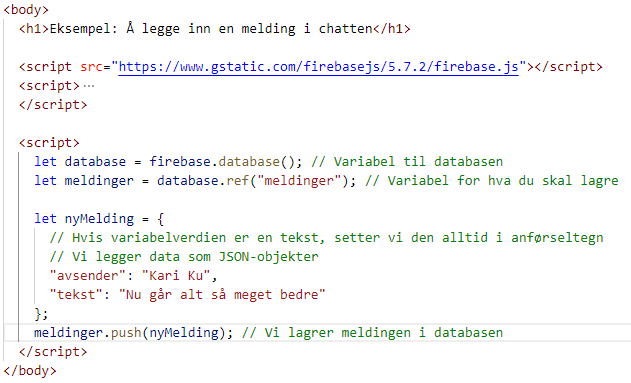 <body>
<h1>Eksempel: Å legge inn en melding i chatten</h1>
<script src="https://www.gstatic.com/firebasejs/5.7.2/firebase.js"></script>
<script>…
</script>
<script>
let database = firebase.database(); // Variabel til databasen
let meldinger = database.ref("meldinger"); // Variabel for hva du skal lagre
let nyMelding = {
// Hvis variabelverdien er en tekst, setter vi den alltid i anførseltegn
// Vi legger data som JSON-objekter
"avsender": "Kari Ku",
"tekst": "Nu går alt så meget bedre"
};
meldinger.push(nyMelding); // Vi lagrer meldingen i databasen
</script>
</body>